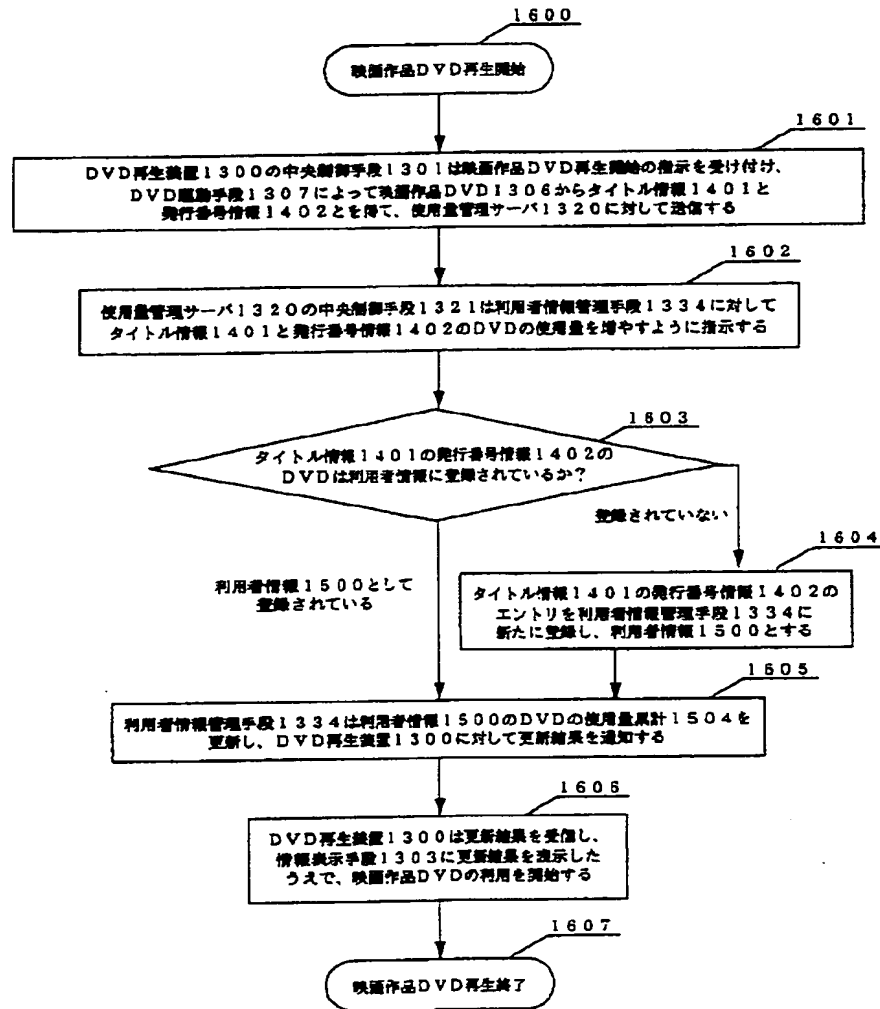 1600
映画作品DVD再生開始
1601
DVD再生装置1300の中央制御手段1301は映画作品DVD再生開始の指示を受け付け、
DVD駆動手段1307によって映画作品DVD1306からタイトル情報1401と
発行番号情報1402とを得て、使用量管理サーバ1320に対して送信する
1602
使用量管理サーバ1320の中央制御手段1321は利用者情報管理手段1334に対して
タイトル情報1401と発行番号情報1402のDVDの使用量を増やすように指示する
1603
タイトル情報1401の発行番号情報1402の
DVDは利用者情報に登録されているか?
登録されていない
1604
利用者情報1500として
登録されている
タイトル情報1401の発行番号情報1402の
エントリを利用者情報管理手段1334に
新たに登録し、利用者情報1500とする
1605
利用者情報管理手段1334は利用者情報1500のDVDの使用量累計1504を
更新し、DVD再生装置1300に対して更新結果を通知する
1606
DVD再生装置1300は更新結果を受信し、
情報表示手段1303に更新結果を表示した
うえで、映画作品DVDの利用を開始する
1607
映画作品DVD再生終了